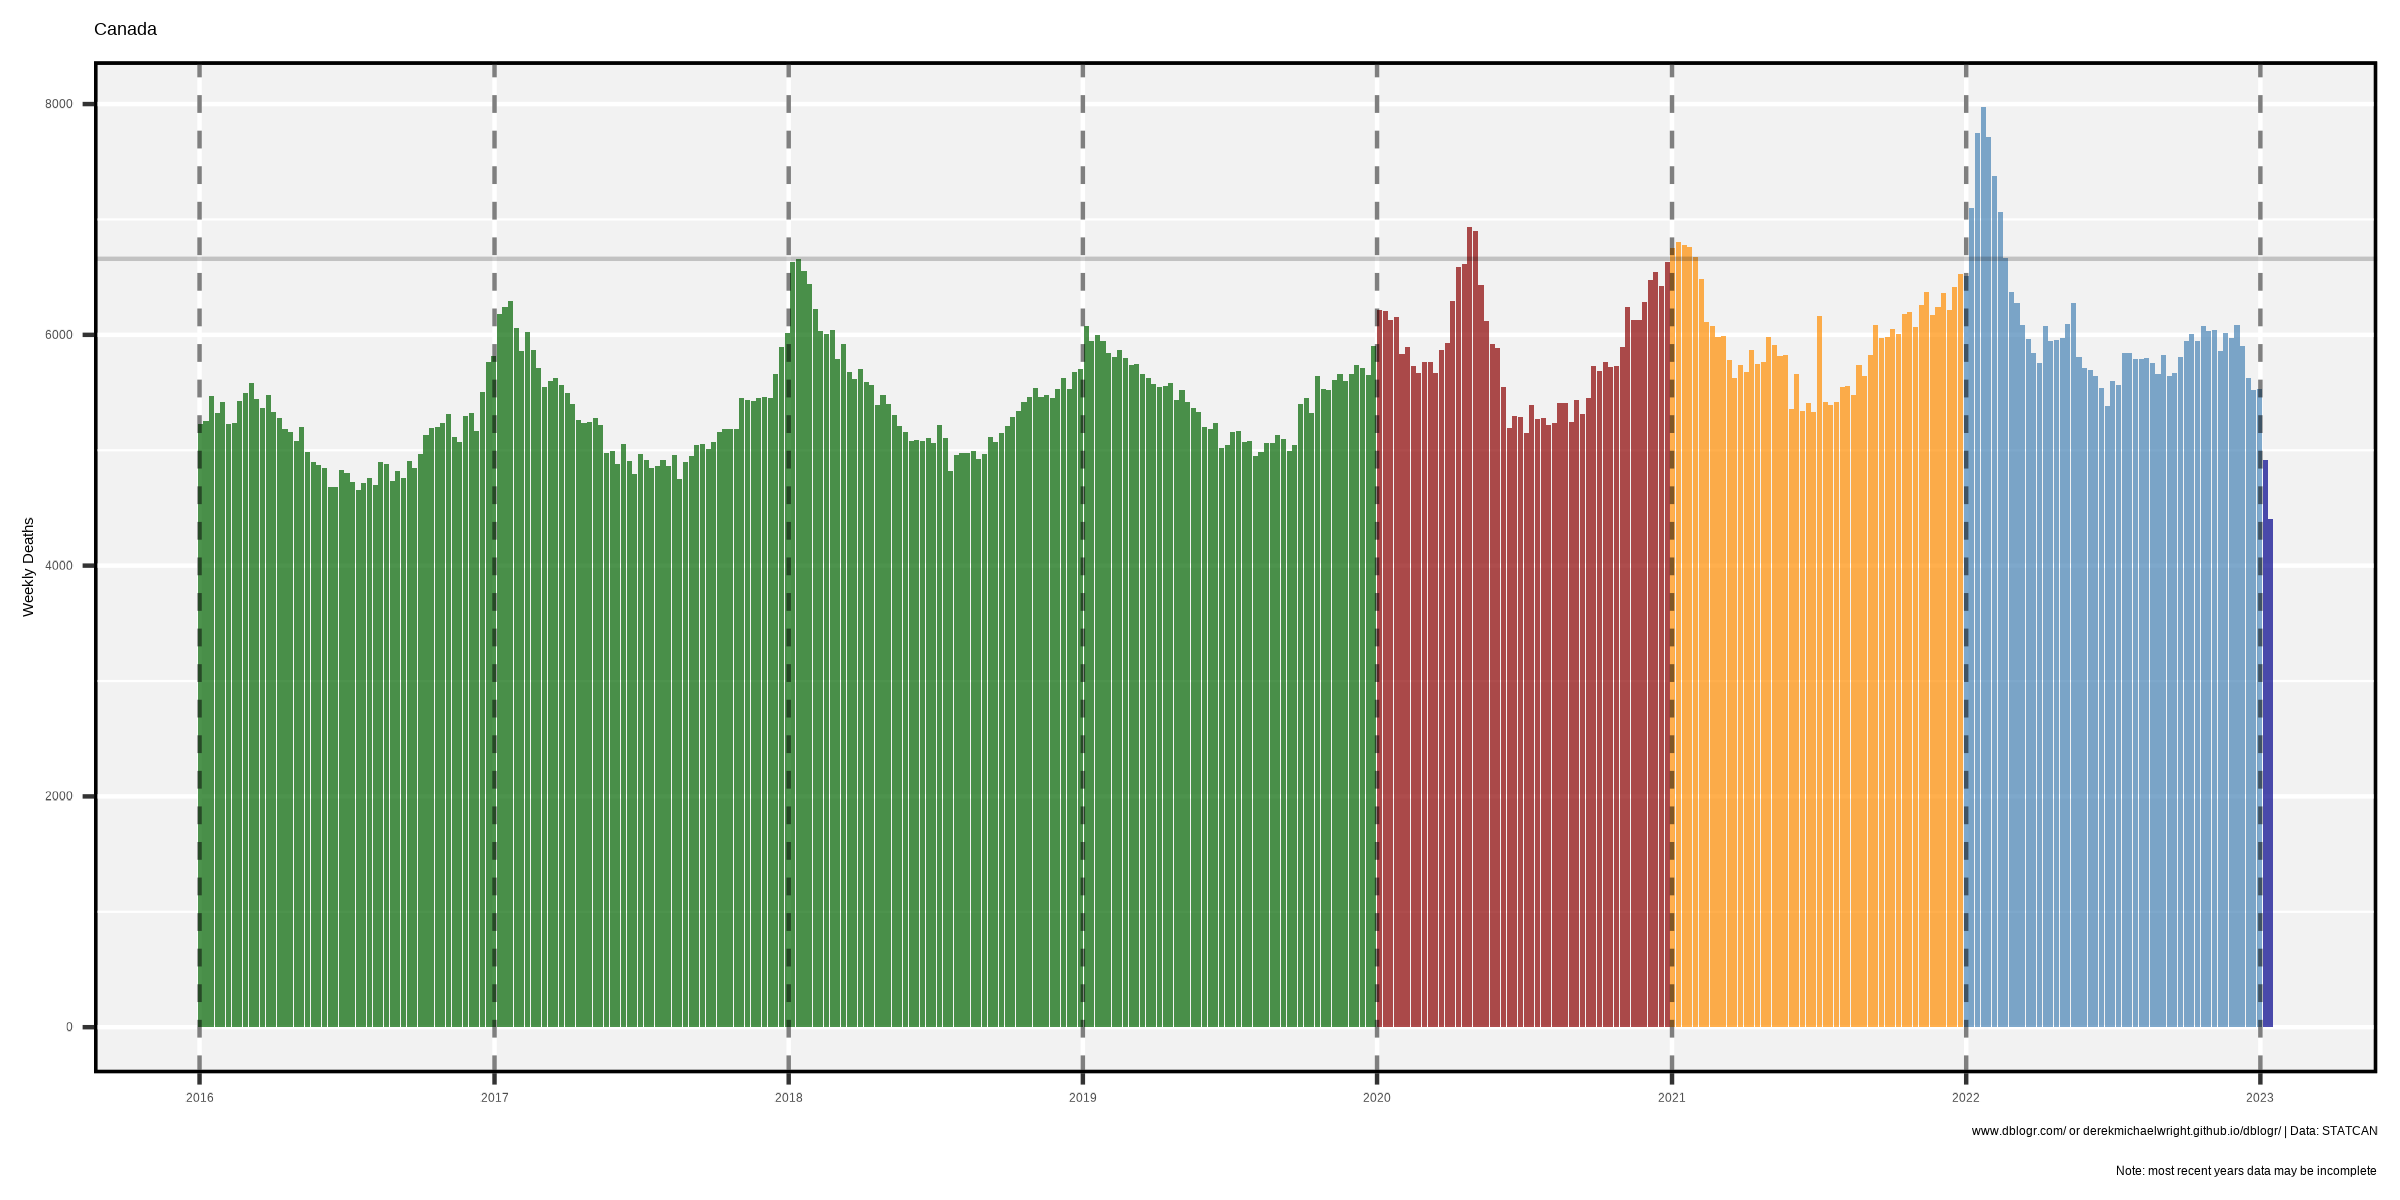 Canada
8000
6000
4000
2000
0
Weekly Deaths
2016 2017 2018 2019 2020 2021 2022 2023
www.dblogr.com/ or derekmichaelwright.github.io/dblogr/ | Data: STATCAN
Note: most recent years data may be incomplete